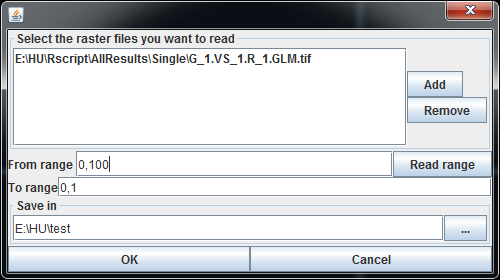 Select the raster files you want to read
E:\HU\Rscript\AllResults\Single\G_1.VS_1.R_1.GLM.tif
Add
Remove
From range 0,100 Read range
To range 0,1
Save in
E:\HU\test ...
OK Cancel